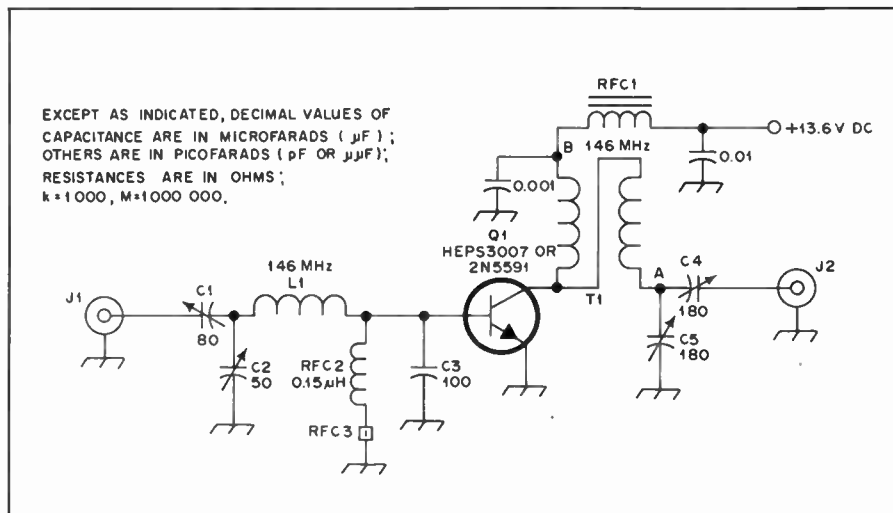 EXCEPT AS INDICATED, DECIMAL VALUES OF
CAPACITANCE ARE IN MICROFARADS (µF);
OTHERS ARE IN PICOFARADS (pF OR µµF);
RESISTANCES ARE IN OHMS;
k=1000, M=1000 000.
RFC1
+13.6 V DC
B
146 MHz
0.01
0.001
Q1
HEPS3007 OR
2N5591
146 MHz
L1
J1
C1
80
C2
50
RFC2
0.15µH
RFC3
C3
100
T1
A
C4
180
C5
180
J2